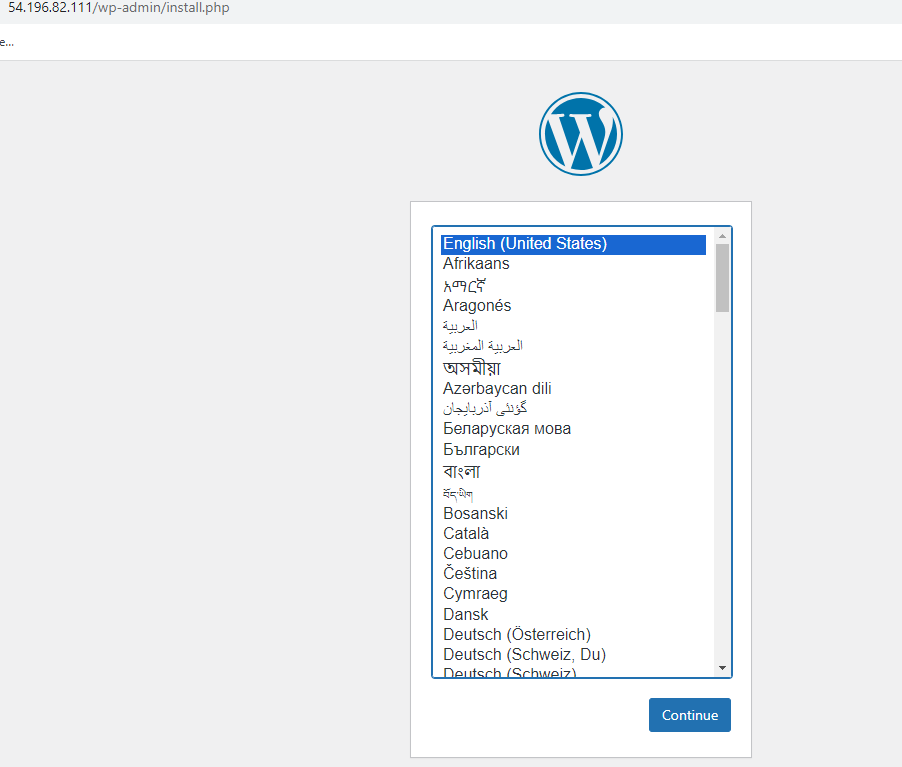 54.196.82.111/wp-admin/install.php
e...
English (United States)
Afrikaans
አማርኛ
Aragonés
العربية
العربية المغربية
অসমীয়া
Azərbaycan dili
گؤنئی آذربایجان
Беларуская мова
Български
বাংলা
བོད་ཡིག
Bosanski
Català
Cebuano
Čeština
Cymraeg
Dansk
Deutsch (Österreich)
Deutsch (Schweiz, Du)
Deutsch (Schweiz)
Continue